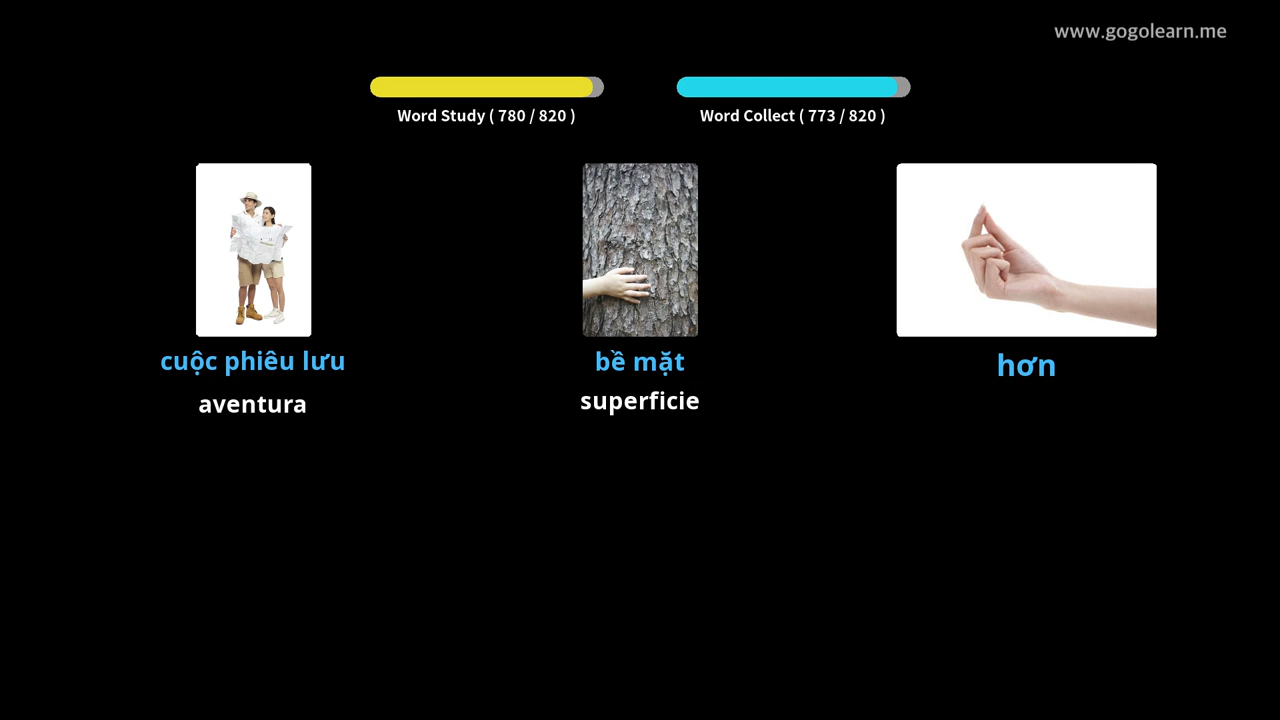 www.gogolearn.me
Word Study ( 780 / 820 )
Word Collect ( 773 / 820 )
cuộc phiêu lưu
aventura
bề mặt
superficie
hơn